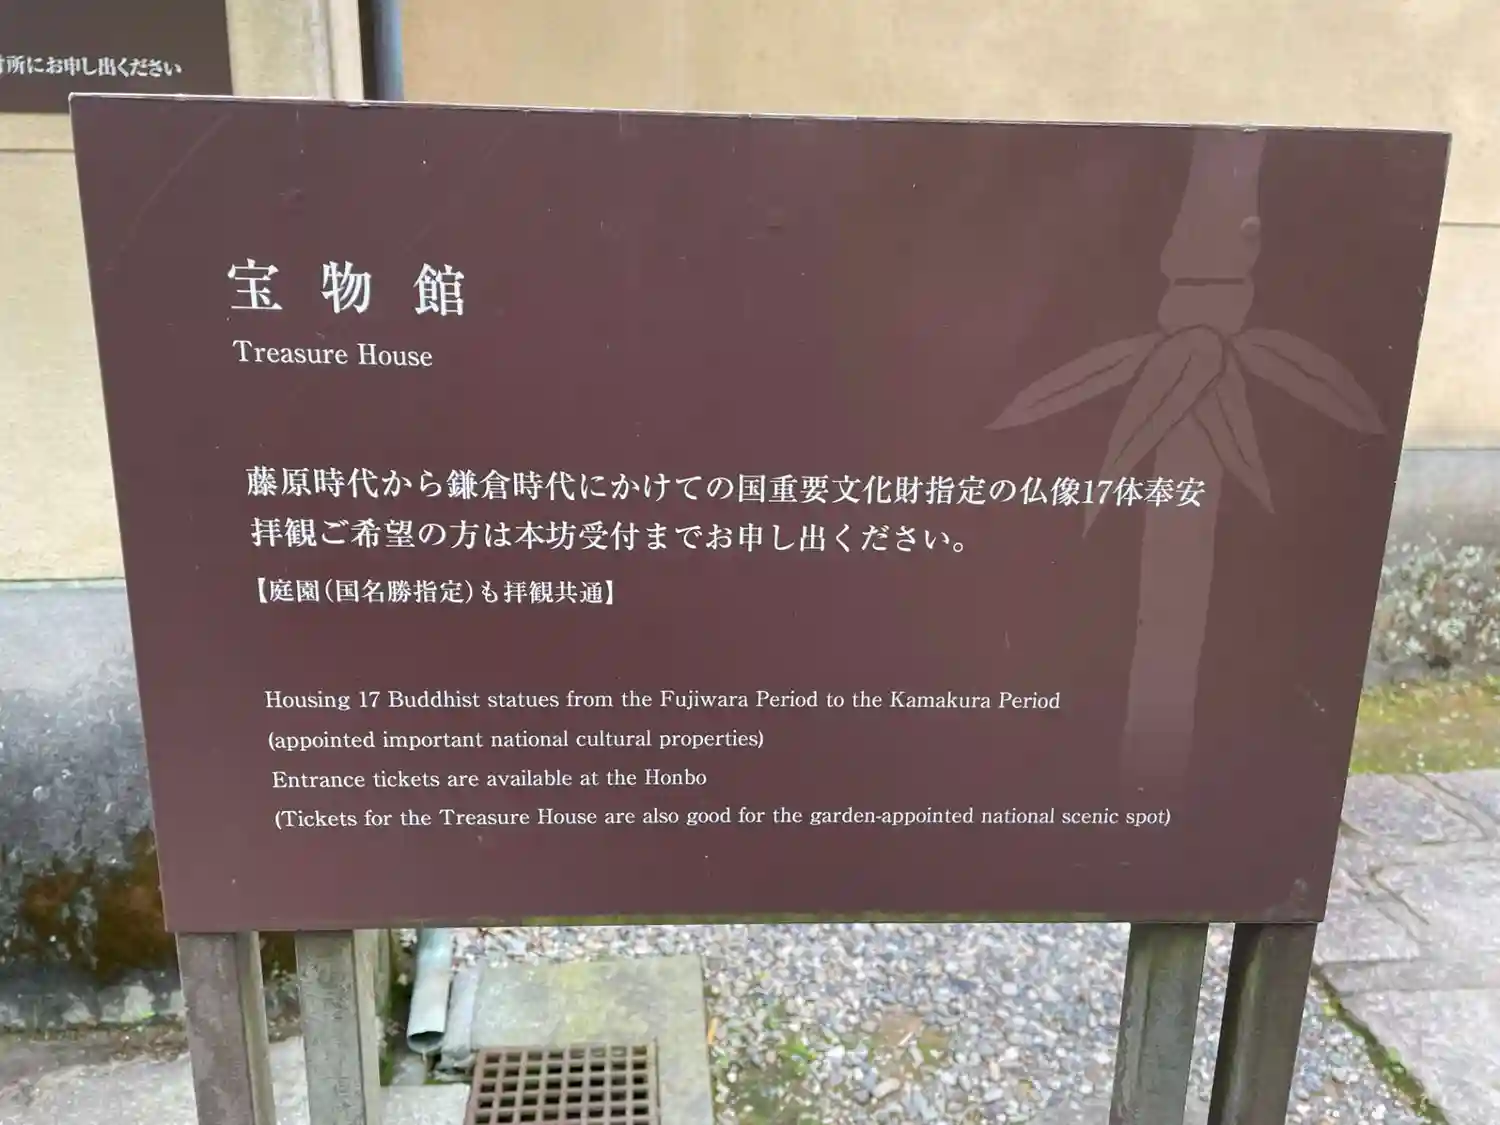 所にお申し出ください
宝物館
Treasure House
藤原時代から鎌倉時代にかけての国重要文化財指定の仏像17体奉安
拝観ご希望の方は本坊受付までお申し出ください。
【庭園(国名勝指定)も拝観共通】
Housing 17 Buddhist statues from the Fujiwara Period to the Kamakura Period
(appointed important national cultural properties)
Entrance tickets are available at the Honbo
(Tickets for the Treasure House are also good for the garden-appointed national scenic spot)